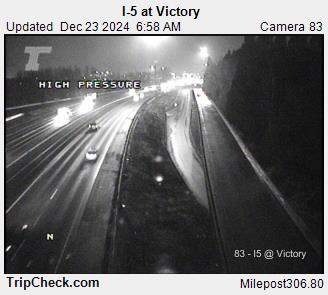 I-5 at Victory
Updated Dec 23 2024 6:58 AM Camera 83
HIGH PRESSURE
N
83 - I5 @ Victory
TripCheck.com Milepost306.80